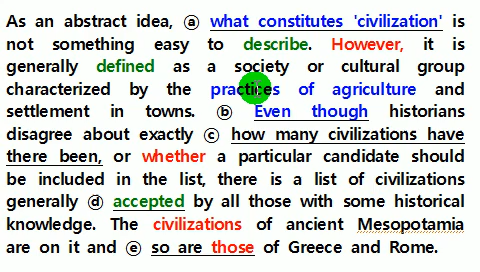 As an abstract idea, ⓐ what constitutes 'civilization' is
not something easy to describe. However, it is
generally defined as a society or cultural group
characterized by the practices of agriculture and
settlement in towns. ⓑ Even though historians
disagree about exactly ⓒ how many civilizations have
there been, or whether a particular candidate should
be included in the list, there is a list of civilizations
generally ⓓ accepted by all those with some historical
knowledge. The civilizations of ancient Mesopotamia
are on it and ⓔ so are those of Greece and Rome.